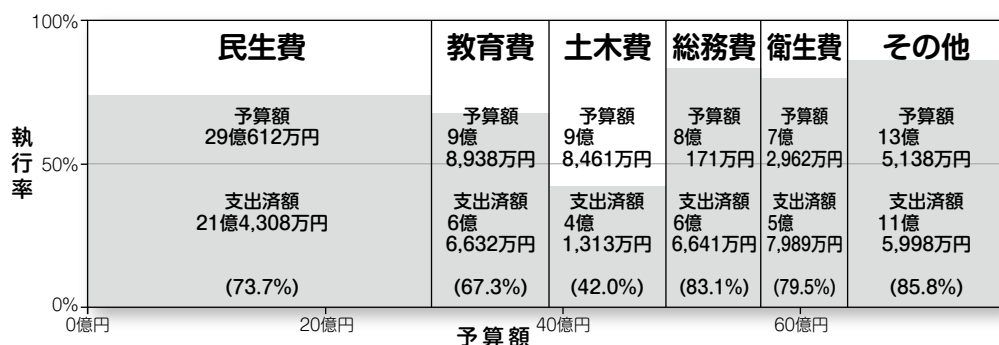 100%
民生費
教育費
土木費
総務費
衛生費
その他
執行率
50%
0%
予算額
29億612万円
支出済額
21億4,308万円
(73.7%)
予算額
9億
8,938万円
支出済額
6億
6,632万円
(67.3%)
予算額
9億
8,461万円
支出済額
4億
1,313万円
(42.0%)
予算額
8億
171万円
支出済額
6億
6,641万円
(83.1%)
予算額
7億
2,962万円
支出済額
5億
7,989万円
(79.5%)
予算額
13億
5,138万円
支出済額
11億
5,998万円
(85.8%)
0億円
20億円
40億円
60億円
予算額